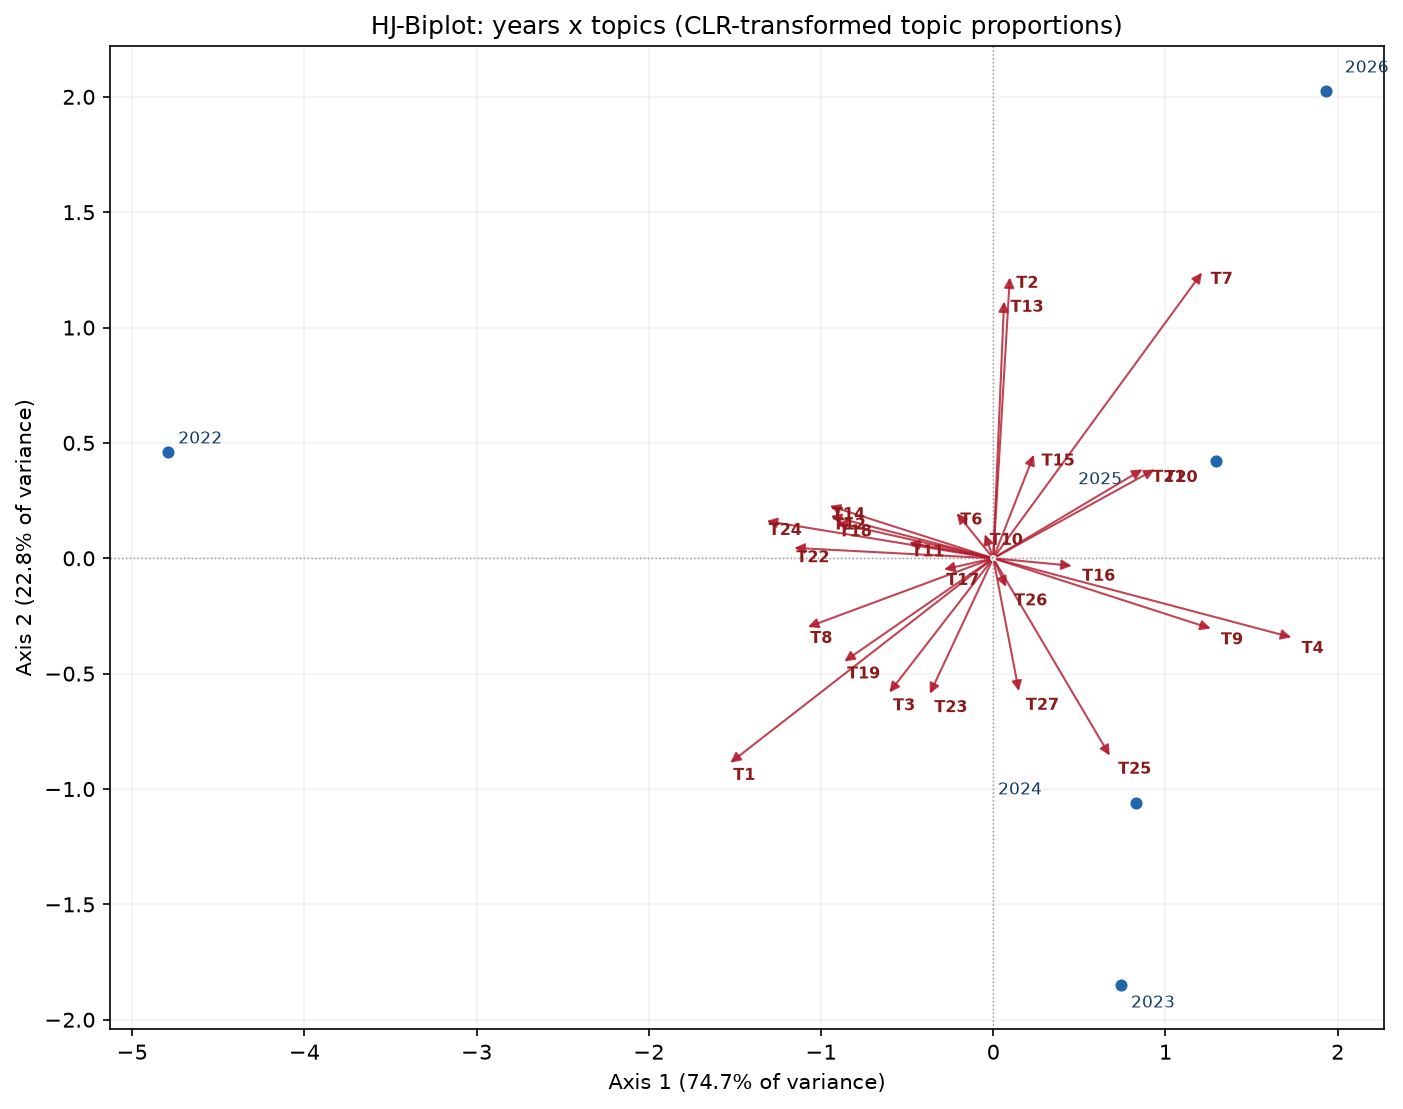 HJ-Biplot: years x topics (CLR-transformed topic proportions)
2026
2.0
1.5
T2
T7
T13
1.0
Axis 2 (22.8% of variance)
2022
0.5
T15
2025
T21
T20
T14
T12
T18
T24
T6
T10
T11
T22
0.0
T17
T16
T26
T8
T9
T4
−0.5
T19
T3
T23
T27
T1
T25
−1.0
2024
−1.5
2023
−2.0
−5
−4
−3
−2
−1
0
1
2
Axis 1 (74.7% of variance)